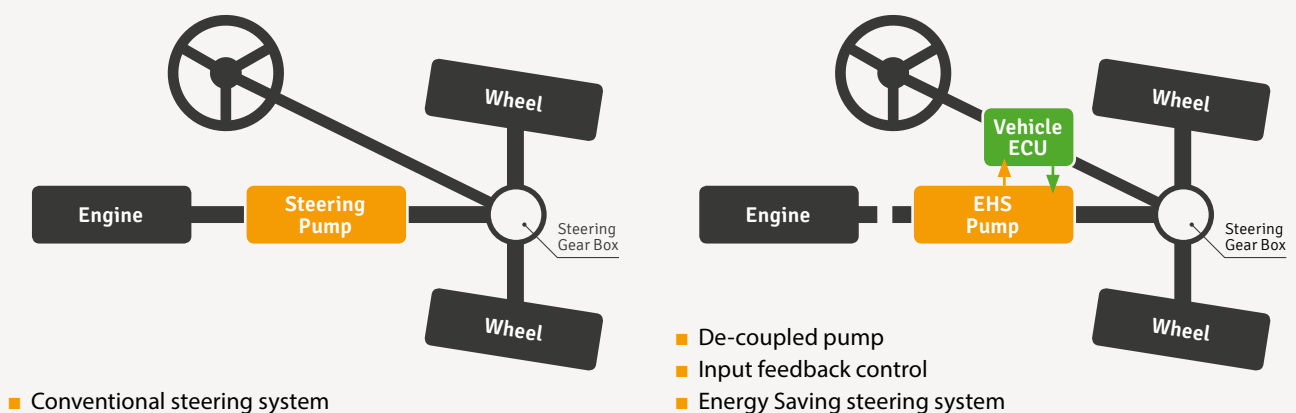 Wheel
Engine
Steering
Pump
Steering
Gear Box
Wheel
■ Conventional steering system
Wheel
Vehicle
ECU
Engine
EHS
Pump
Steering
Gear Box
Wheel
■ De-coupled pump
■ Input feedback control
■ Energy Saving steering system